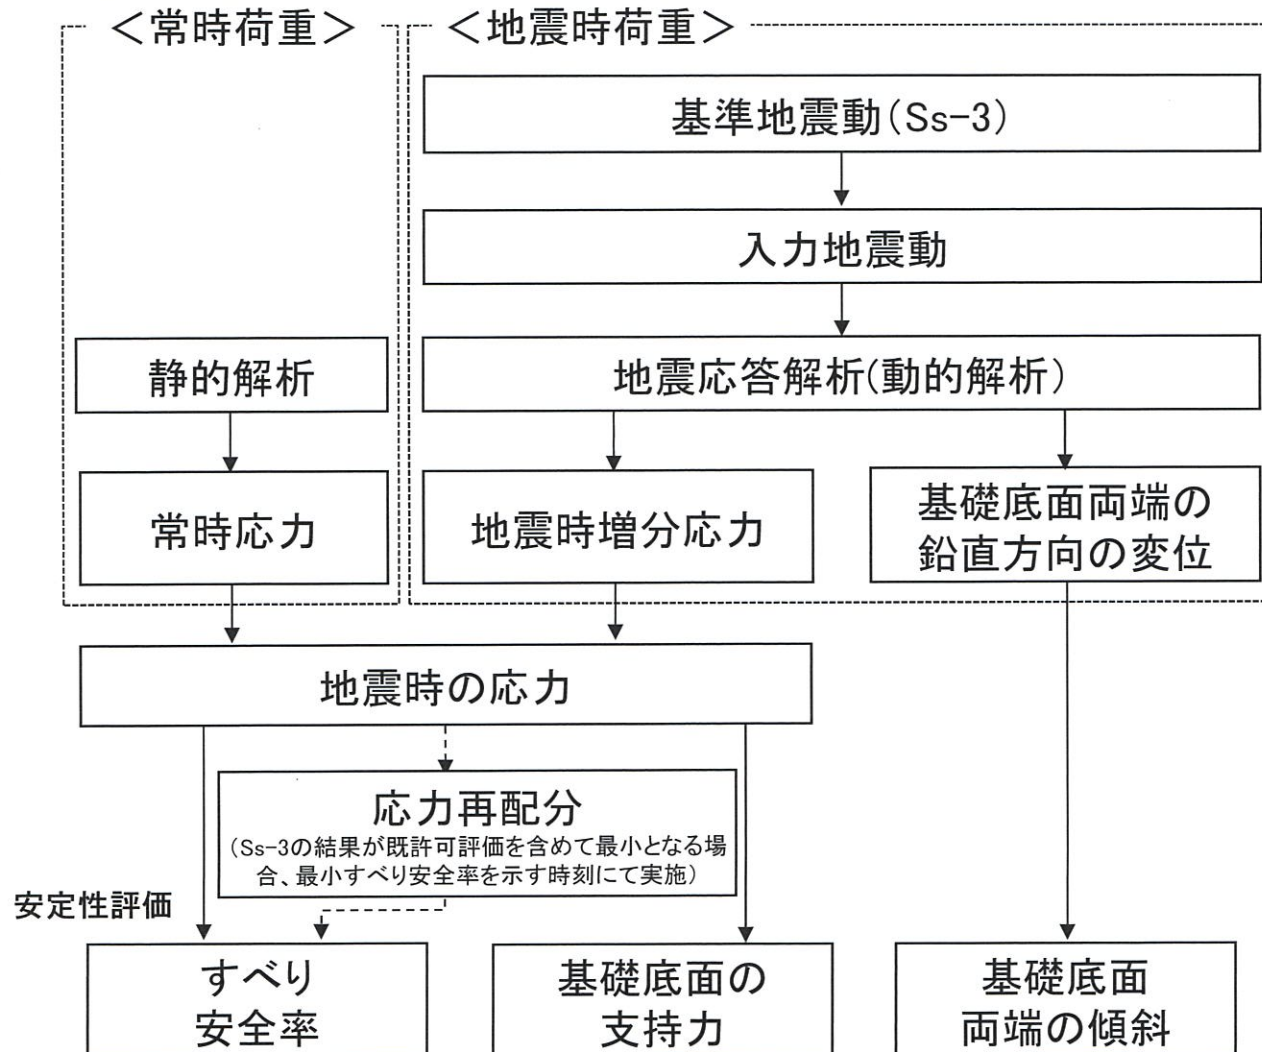 ＜常時荷重＞
＜地震時荷重＞
基準地震動（Ss-3）
入力地震動
静的解析
地震応答解析(動的解析）
常時応力
地震時増分応力
基礎底面両端の
鉛直方向の変位
地震時の応力
応力再配分
（Ss-3の結果が既許可評価を含めて最小となる場
合、最小すべり安全率を示す時刻にて実施）
安定性評価
すべり
安全率
基礎底面の
支持力
基礎底面
両端の傾斜